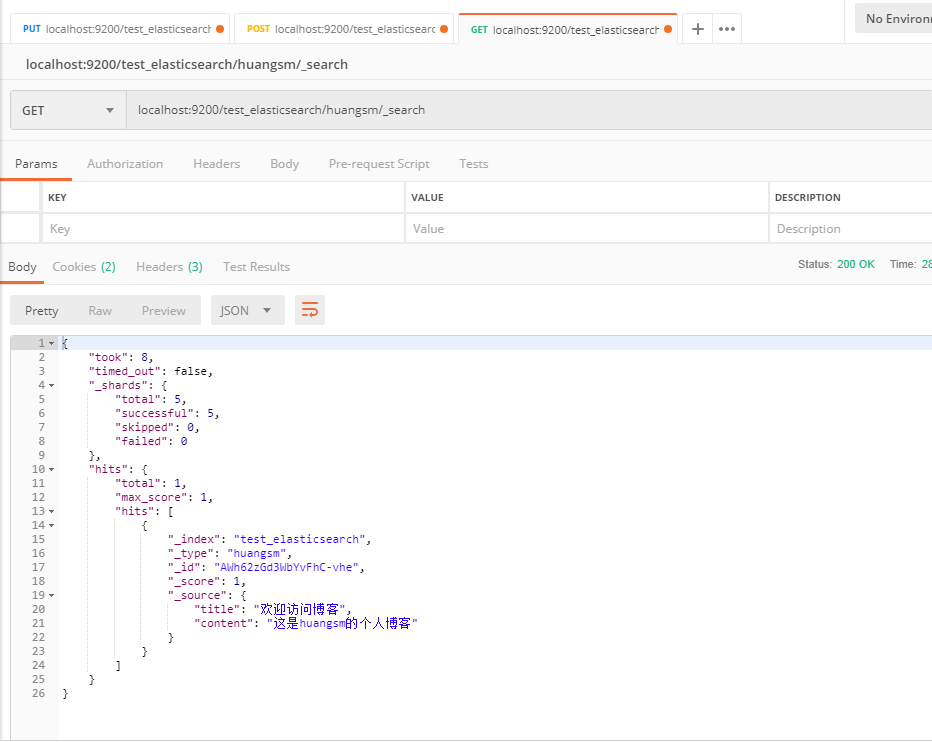 PUT localhost:9200/test_elasticsearch POST localhost:9200/test_elasticsearc GET localhost:9200/test_elasticsearch + ••• No Environ
localhost:9200/test_elasticsearch/huangsm/_search
GET localhost:9200/test_elasticsearch/huangsm/_search
Params Authorization Headers Body Pre-request Script Tests
KEY VALUE DESCRIPTION
Key Value Description
Body Cookies (2) Headers (3) Test Results Status: 200 OK Time: 28
Pretty Raw Preview JSON
1 {
2 "took": 8,
3 "timed_out": false,
4 "_shards": {
5 "total": 5,
6 "successful": 5,
7 "skipped": 0,
8 "failed": 0
9 },
10 "hits": {
11 "total": 1,
12 "max_score": 1,
13 "hits": [
14 {
15 "_index": "test_elasticsearch",
16 "_type": "huangsm",
17 "_id": "AWh62zGd3WbYvFhC-vhe",
18 "_score": 1,
19 "_source": {
20 "title": "欢迎访问博客",
21 "content": "这是huangsm的个人博客"
22 }
23 }
24 ]
25 }
26 }